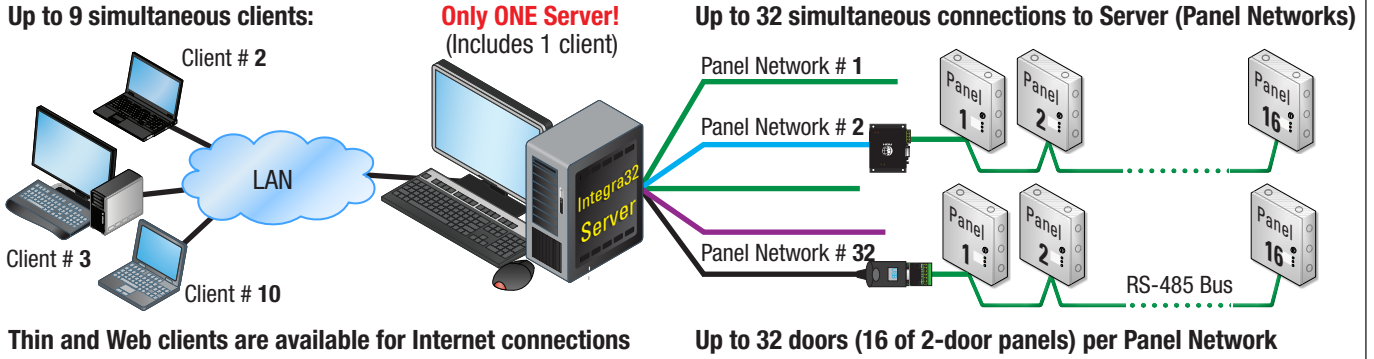 Up to 9 simultaneous clients:
Only ONE Server!
(Includes 1 client)
Up to 32 simultaneous connections to Server (Panel Networks)
Client # 2
Client # 3
Client # 10
LAN
Integra32
Server
Panel Network # 1
Panel Network # 2
Panel Network # 32
Panel
1
Panel
2
Panel
16
Panel
1
Panel
2
Panel
16
RS-485 Bus
Thin and Web clients are available for Internet connections
Up to 32 doors (16 of 2-door panels) per Panel Network